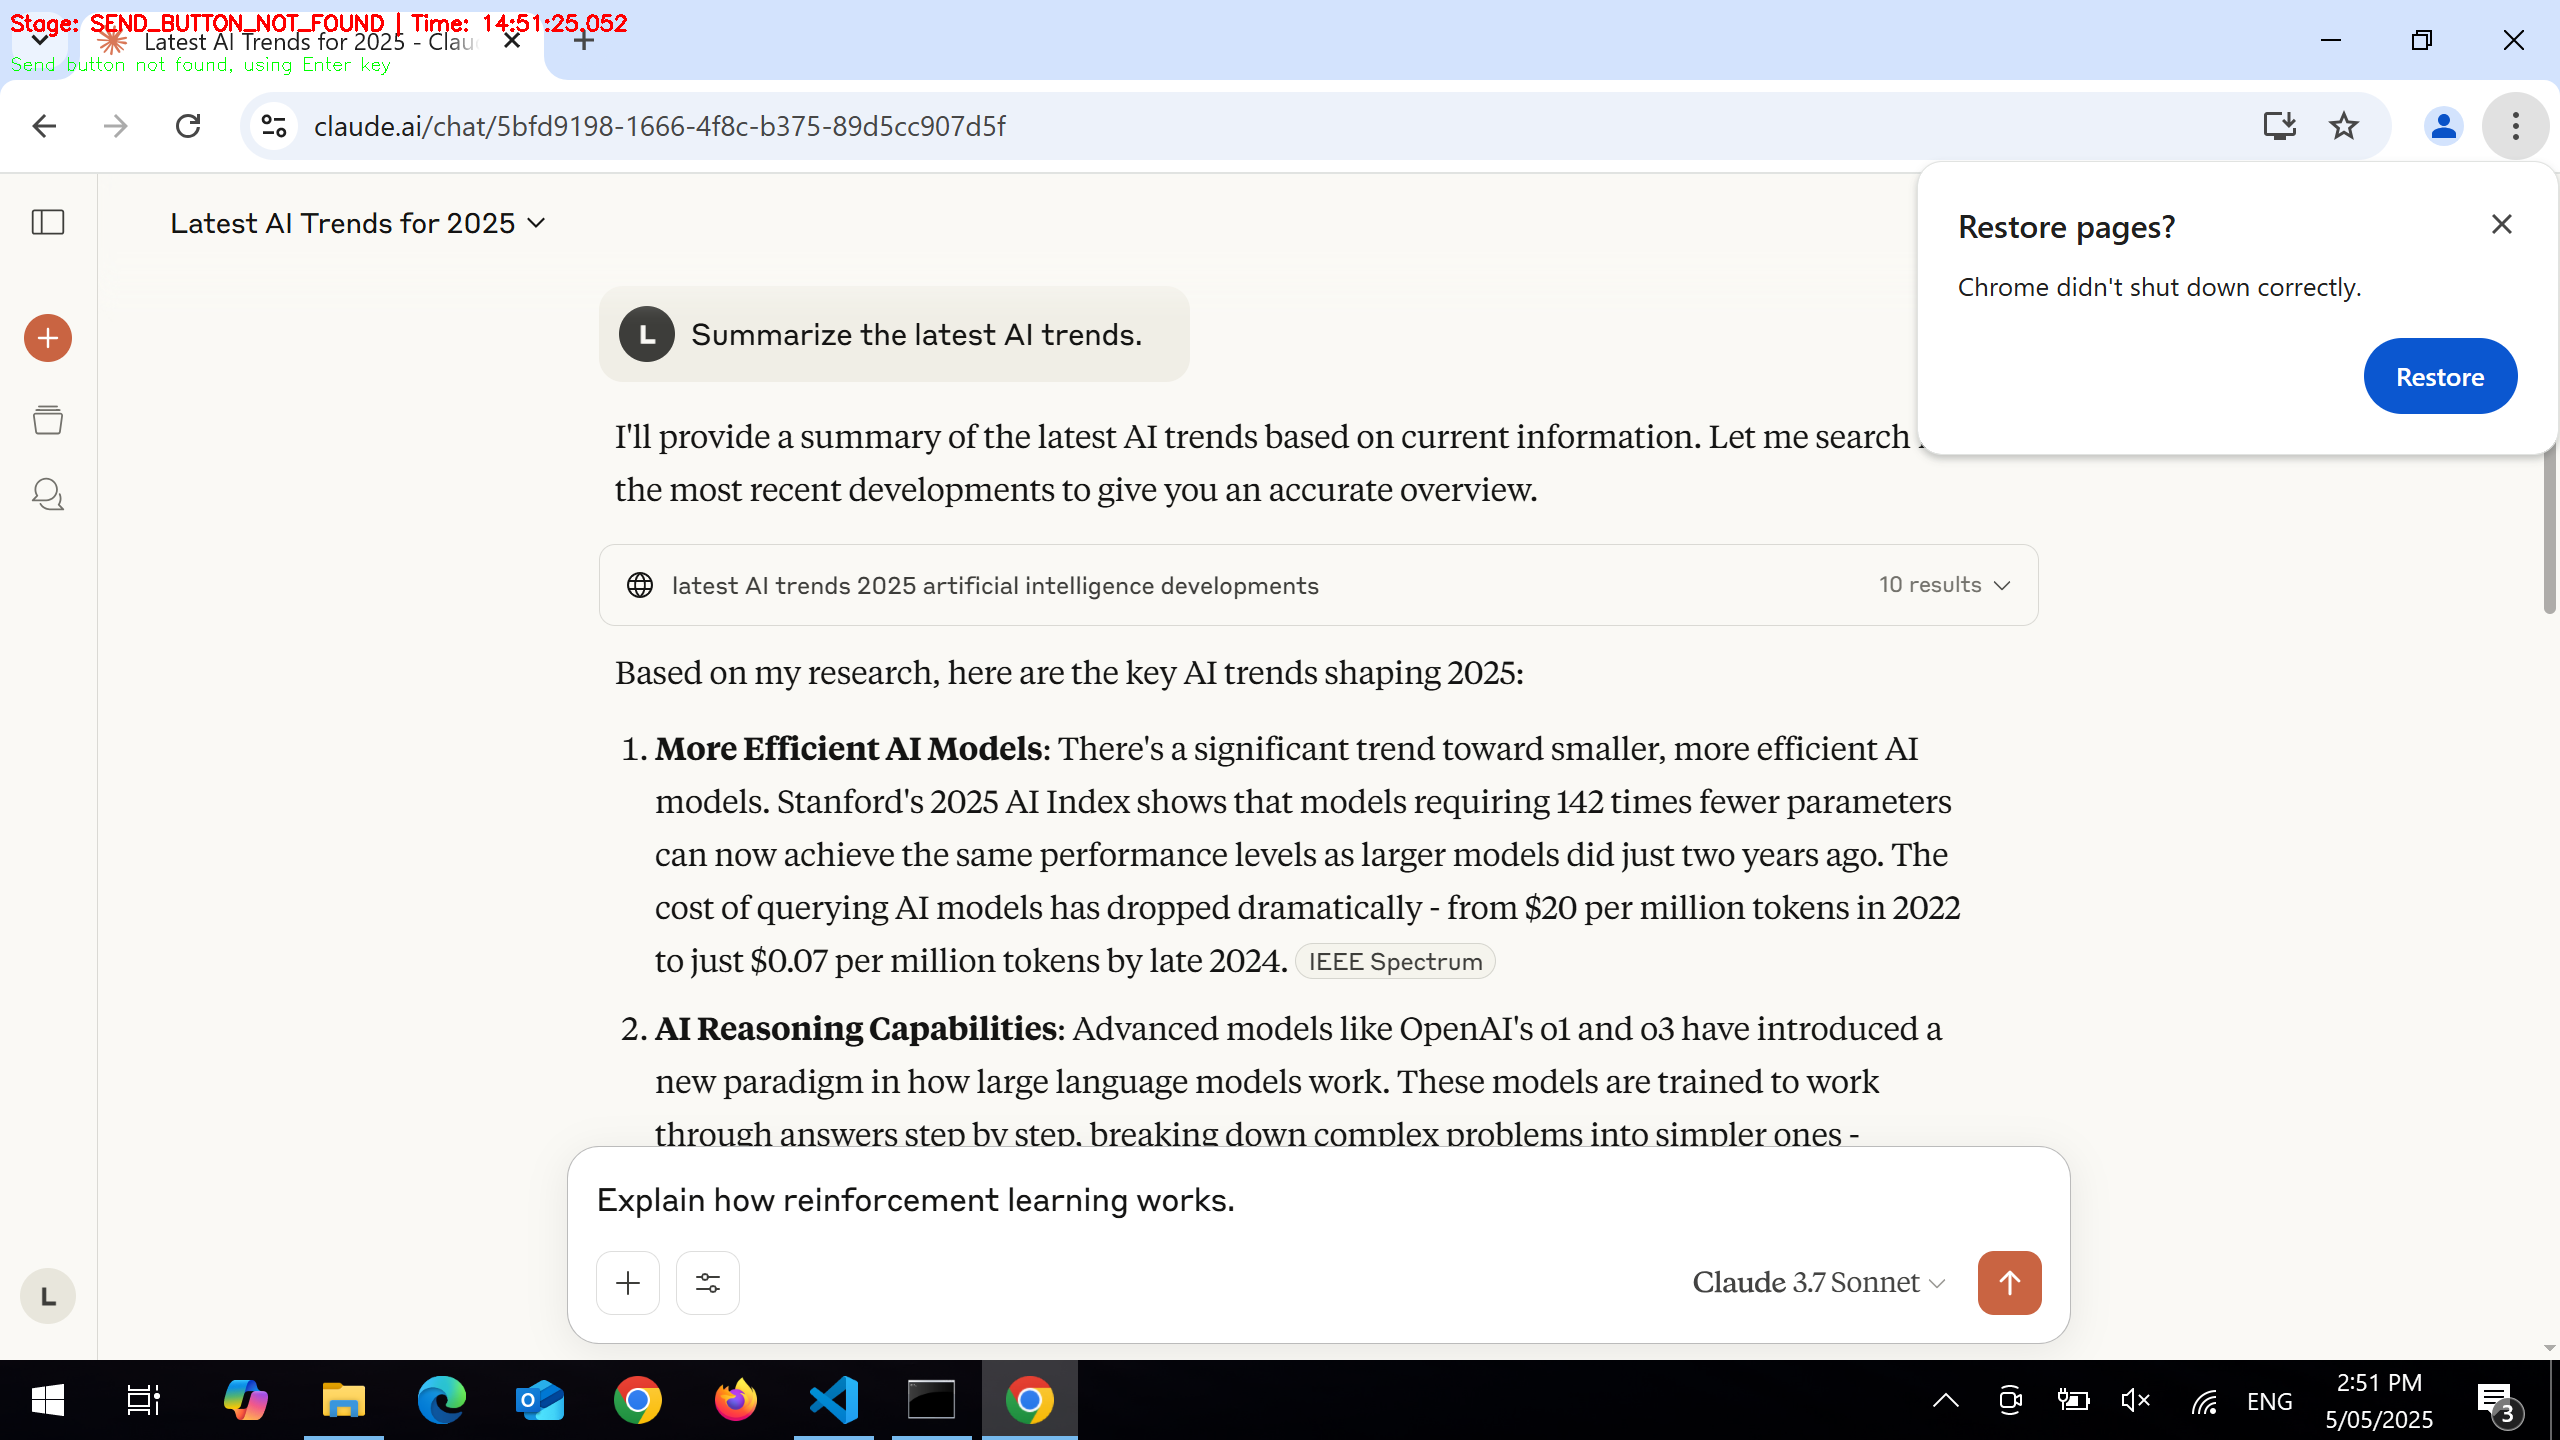 Stage: SEND_BUTTON_NOT_FOUND | Time: 14:51:25.052
Latest AI Trends for 2025 - Clau
Send button not found, using Enter key
claude.ai/chat/5bfd9198-1666-4f8c-b375-89d5cc907d5f
Restore pages?
Chrome didn't shut down correctly.
Restore
Latest AI Trends for 2025
L
Summarize the latest AI trends.
I'll provide a summary of the latest AI trends based on current information. Let me search
the most recent developments to give you an accurate overview.
latest AI trends 2025 artificial intelligence developments
10 results
Based on my research, here are the key AI trends shaping 2025:
1. More Efficient AI Models: There's a significant trend toward smaller, more efficient AI
models. Stanford's 2025 AI Index shows that models requiring 142 times fewer parameters
can now achieve the same performance levels as larger models did just two years ago. The
cost of querying AI models has dropped dramatically - from $20 per million tokens in 2022
to just $0.07 per million tokens by late 2024. IEEE Spectrum
2. AI Reasoning Capabilities: Advanced models like OpenAI's o1 and o3 have introduced a
new paradigm in how large language models work. These models are trained to work
through answers step by step, breaking down complex problems into simpler ones -
Explain how reinforcement learning works.
Claude 3.7 Sonnet
L
ENG
2:51 PM
5/05/2025
3